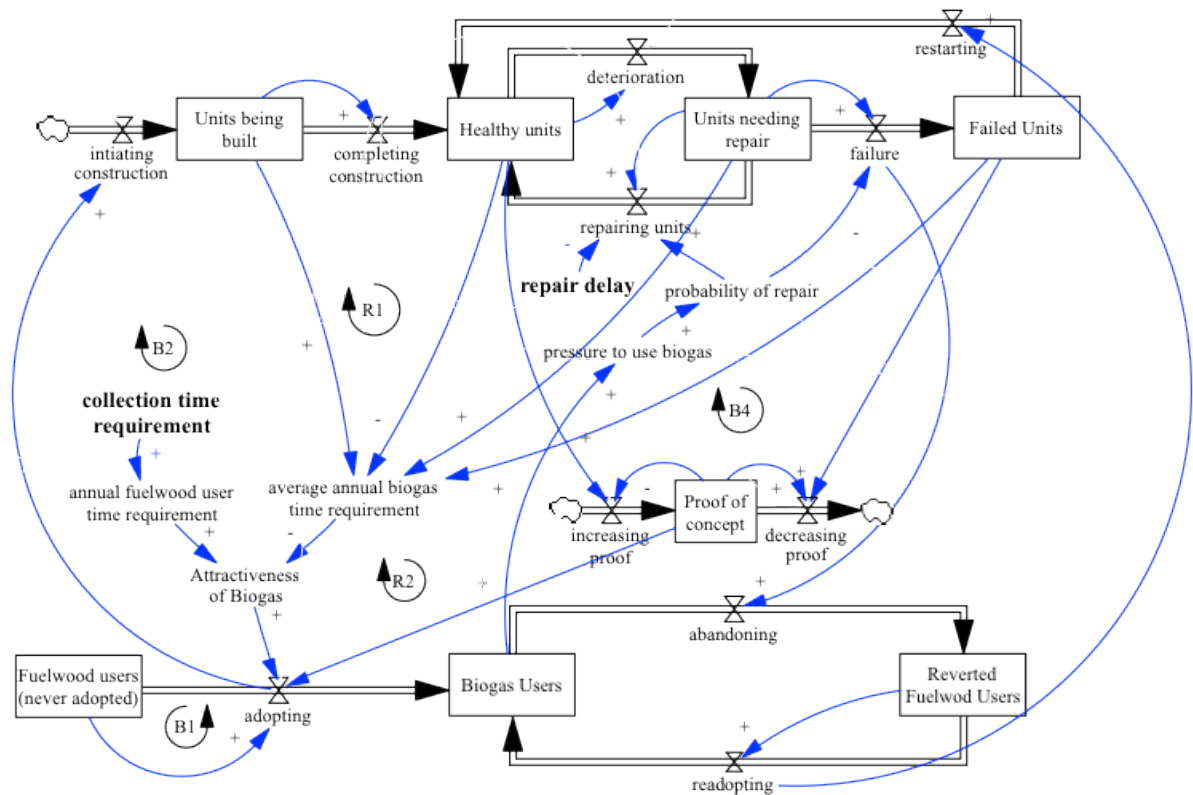 restarting
deterioration
Units being
built
Healthy units
Units needing
repair
Failed Units
intiating
construction
completing
construction
failure
repairing units
repair delay
probability of repair
R1
B2
pressure to use biogas
collection time
requirement
B4
annual fuelwood user
time requirement
average annual biogas
time requirement
Proof of
concept
increasing
proof
decreasing
proof
Attractiveness
of Biogas
R2
abandoning
Fuelwood users
(never adopted)
Biogas Users
Reverted
Fuelwod Users
adopting
B1
readopting
+
+
+
+
+
+
-
+
-
+
+
-
+
+
+
+
+
+
-
+
+
+
-
+
+
+
+
+